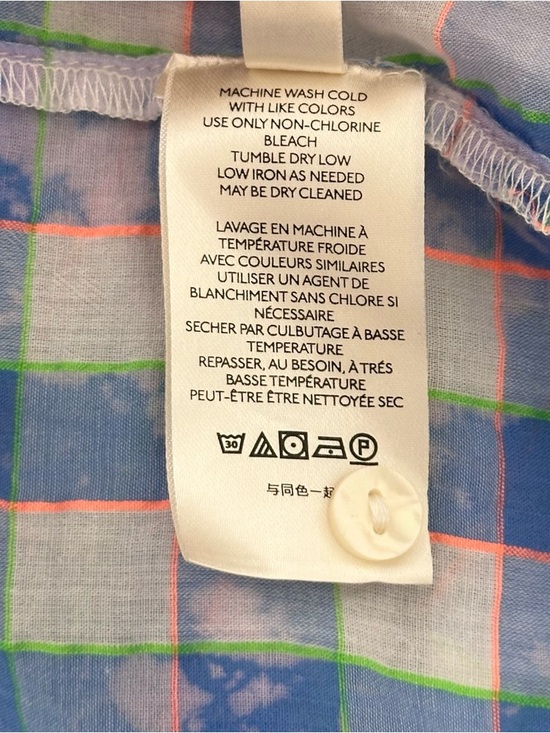 MACHINE WASH COLD
WITH LIKE COLORS
USE ONLY NON-CHLORINE
BLEACH
TUMBLE DRY LOW
LOW IRON AS NEEDED
MAY BE DRY CLEANED
LAVAGE EN MACHINE À
TEMPÉRATURE FROIDE
AVEC COULEURS SIMILAIRES
UTILISER UN AGENT DE
BLANCHIMENT SANS CHLORE SI
NÉCESSAIRE
SECHER PAR CULBUTAGE À BASSE
TEMPERATURE
REPASSER, AU BESOIN, À TRÉS
BASSE TEMPÉRATURE
PEUT-ÊTRE ÊTRE NETTOYÉE SEC
30 P
与同色一起